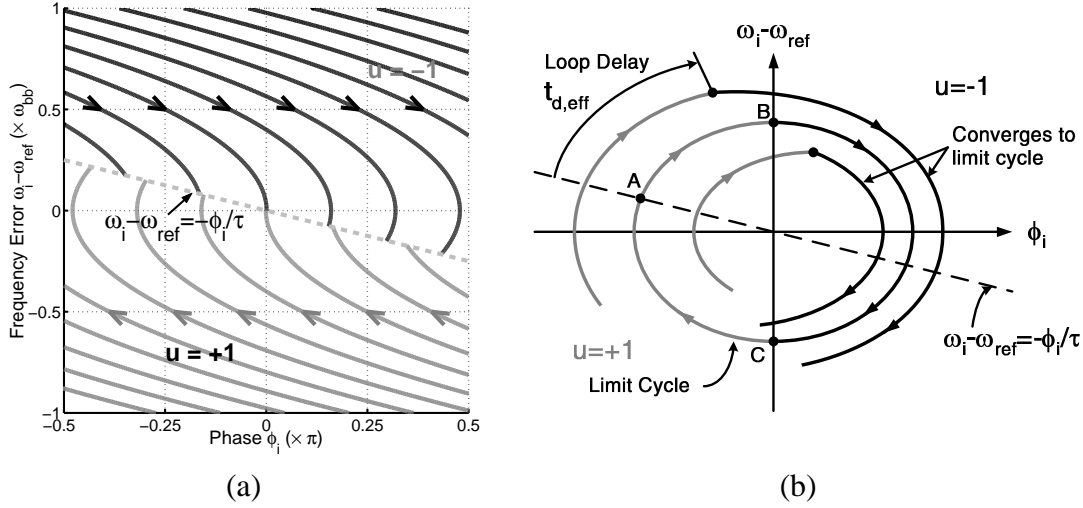 Frequency Error ωi–ωref (× ωbb)
1
0.5
0
−0.5
−1
−0.5
−0.25
0
0.25
0.5
Phase ϕi (× π)
u = −1
ωi–ωref=-ϕi/τ
u = +1
(a)
ωi-ωref
Loop Delay
td,eff
u=-1
B
Converges to
limit cycle
A
ϕi
u=+1
C
Limit Cycle
ωi-ωref=-ϕi/τ
(b)